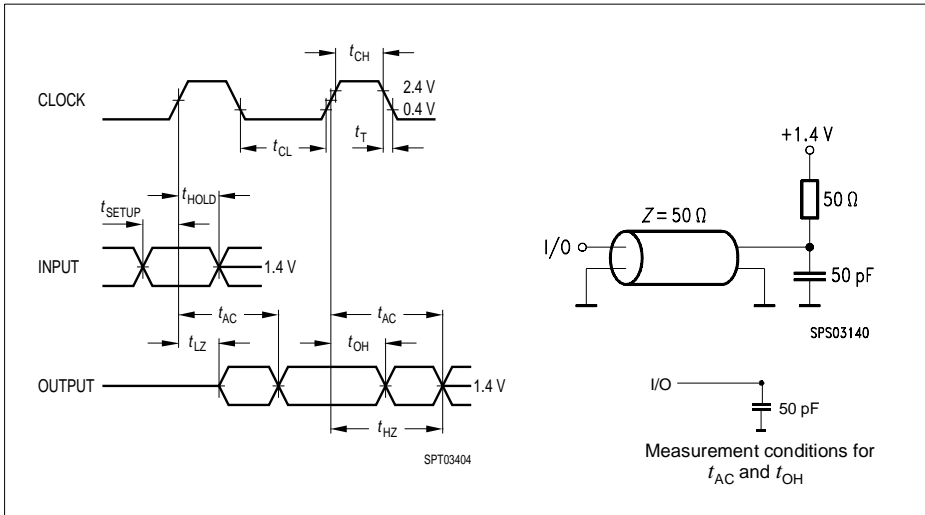 tCH
CLOCK
2.4 V
0.4 V
tT
tCL
tHOLD
tSETUP
INPUT
1.4 V
tAC
tAC
tLZ
tOH
OUTPUT
1.4 V
tHZ
SPT03404
+1.4 V
50 Ω
Z = 50 Ω
I/O
50 pF
SPS03140
I/O
50 pF
Measurement conditions for
tAC and tOH